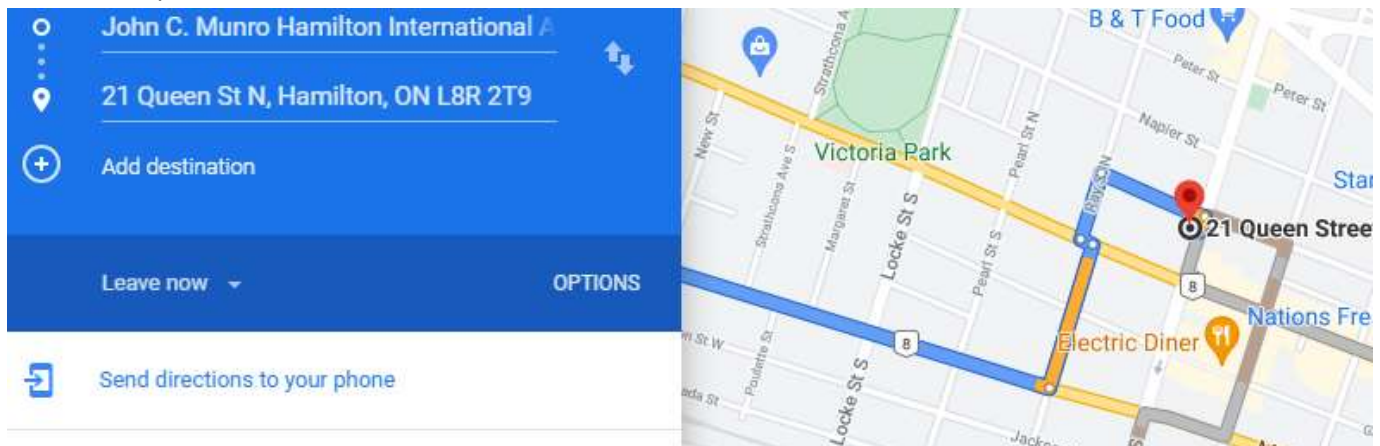 John C. Munro Hamilton International A
21 Queen St N, Hamilton, ON L8R 2T9
Add destination
Leave now
OPTIONS
Send directions to your phone
B & T Food
Strathcona A
Peter St
Peter St
Napier St
New St
Victoria Park
Pearl St N
Ray St N
Star
Strathcona Ave S
Margaret St
Locke St S
Pearl St S
21 Queen Street
8
Nations Fre
8
Electric Diner
Poulette St
Locke St S